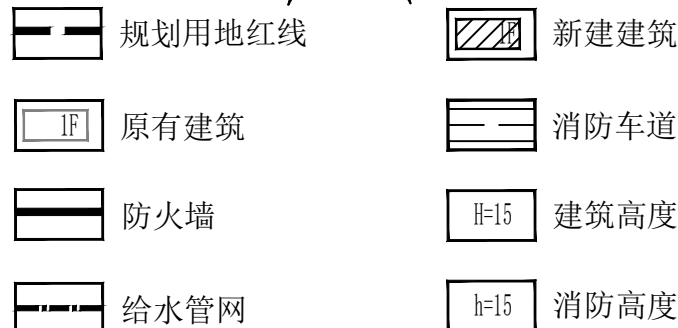 规划用地红线
1F 新建建筑
1F 原有建筑
消防车道
防火墙
H=15 建筑高度
给水管网
h=15 消防高度